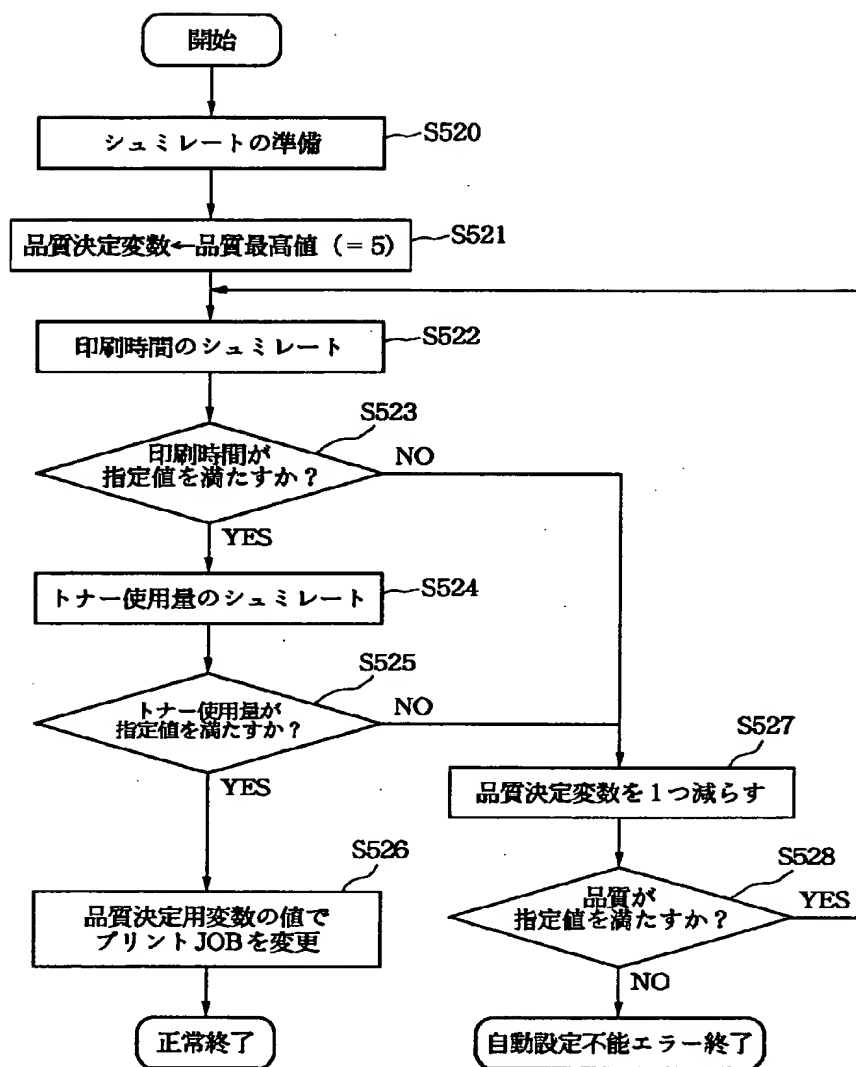 開始
シュミレートの準備
S520
品質決定変数←品質最高値（＝5）
S521
印刷時間のシュミレート
S522
S523
印刷時間が
指定値を満たすか？
NO
YES
トナー使用量のシュミレート
S524
S525
トナー使用量が
指定値を満たすか？
NO
YES
S527
品質決定変数を1つ減らす
S526
品質決定用変数の値で
プリントJOBを変更
S528
品質が
指定値を満たすか？
YES
NO
正常終了
自動設定不能エラー終了